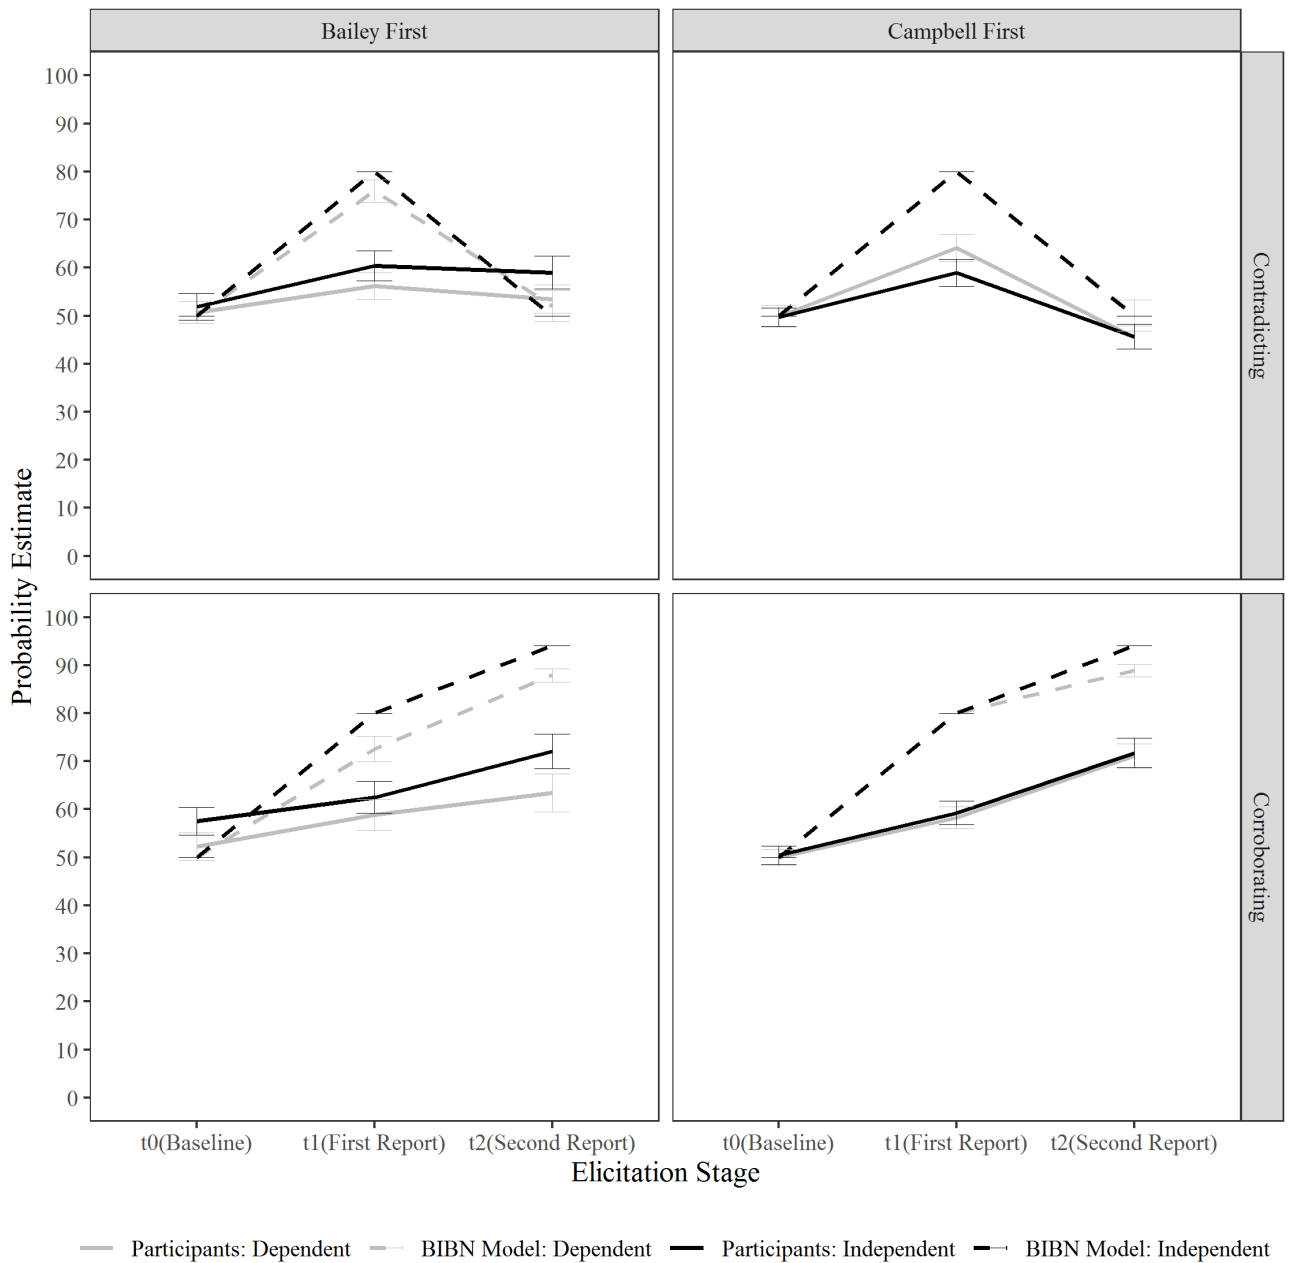 Bailey First
Campbell First
100
90
80
70
60
50
40
30
20
10
0
Contradicting
Probability Estimate
100
90
80
70
60
50
40
30
20
10
0
Corroborating
t0(Baseline) t1(First Report) t2(Second Report)
t0(Baseline) t1(First Report) t2(Second Report)
Elicitation Stage
Participants: Dependent BIBN Model: Dependent Participants: Independent BIBN Model: Independent